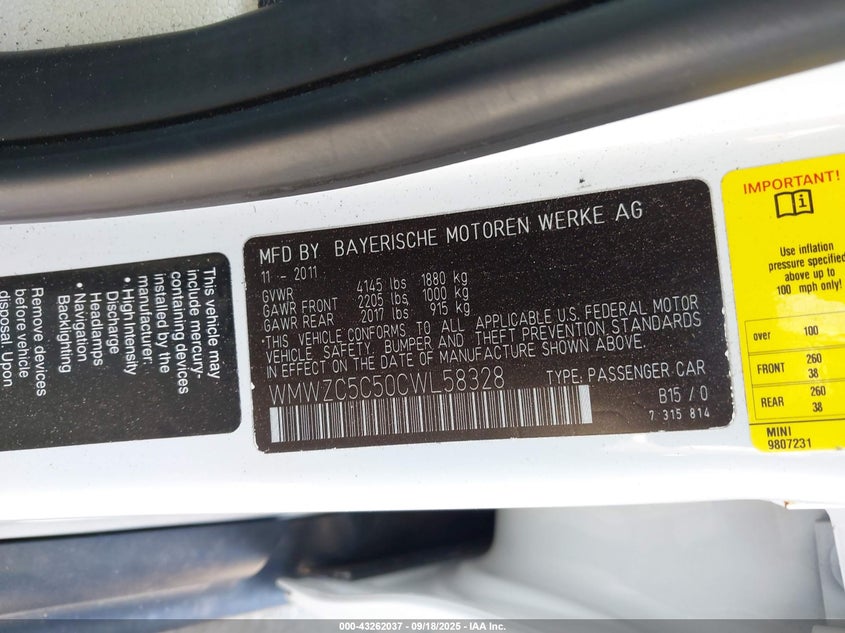 Remove devices
before vehicle
disposal. Upon
This vehicle may
include mercury-
containing devices
installed by the
manufacturer:
• High Intensity
Discharge
Headlamps
• Navigation
Backlighting
MFD BY BAYERISCHE MOTOREN WERKE AG
11 - 2011
GVWR 4145 lbs 1880 kg
GAWR FRONT 2205 lbs 1000 kg
GAWR REAR 2017 lbs 915 kg
*THIS VEHICLE CONFORMS TO ALL APPLICABLE U.S. FEDERAL MOTOR
VEHICLE SAFETY, BUMPER AND THEFT PREVENTION STANDARDS
IN EFFECT ON THE DATE OF MANUFACTURE SHOWN ABOVE.
WMWZC5C50CWL58328 TYPE: PASSENGER CAR
B15 / 0
7 315 814
IMPORTANT!
Use inflation
pressure specified
above up to
100 mph only!
over 100
FRONT 260
38
REAR 260
38
MINI
9807231
000-43262037 - 09/18/2025 - IAA Inc.